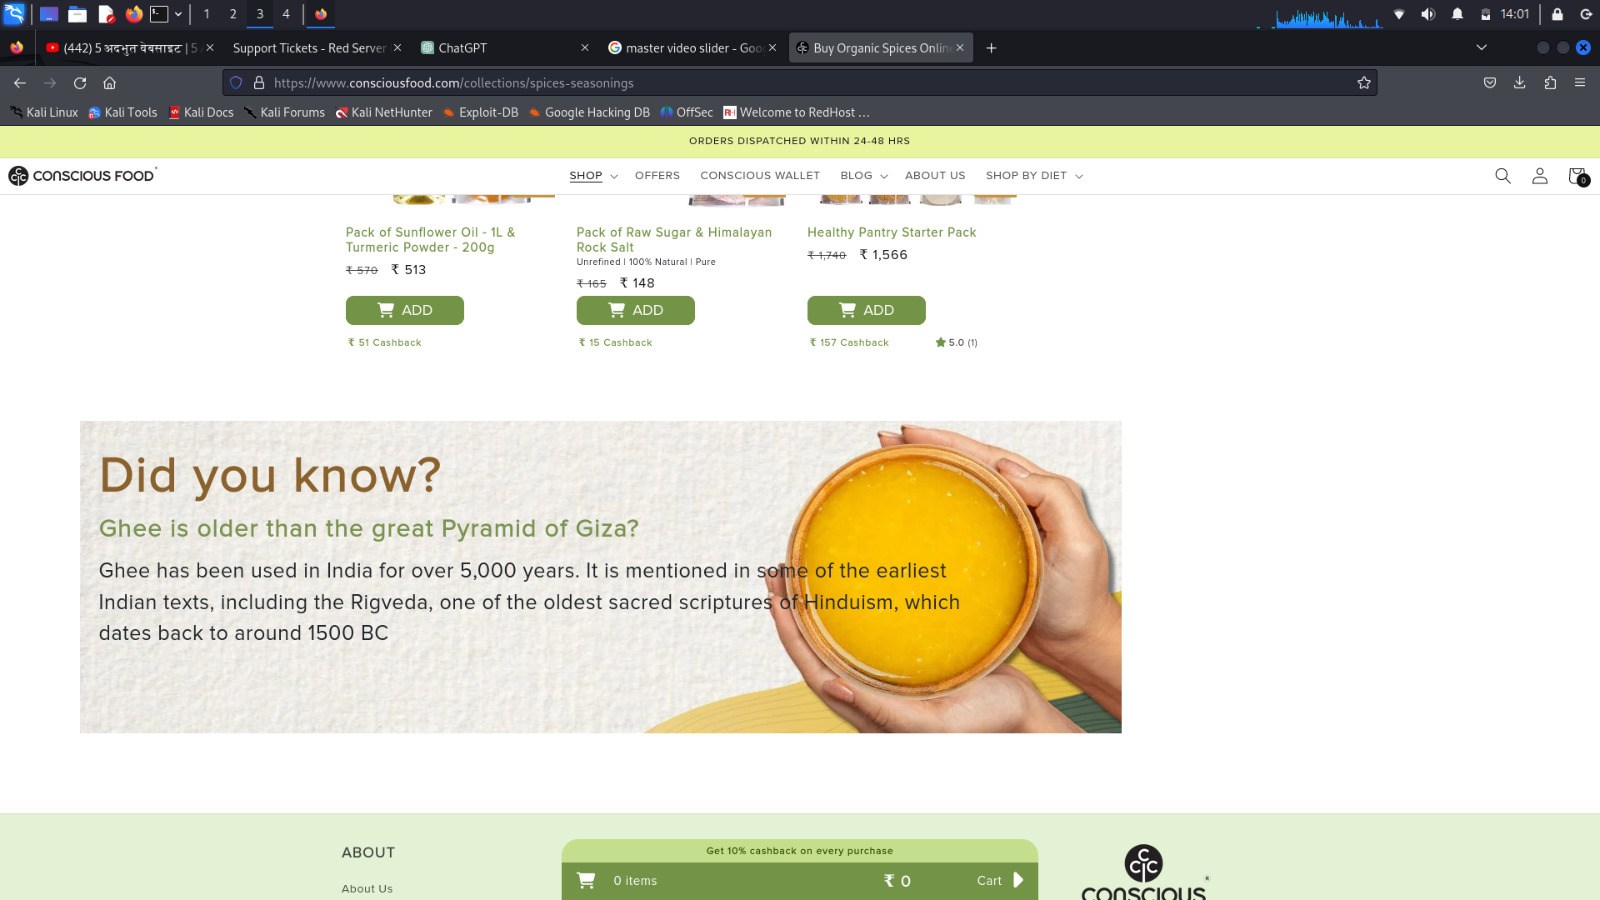 1 2 3 4
14:01
(442) 5 अदभुत वेबसाइट | 5
Support Tickets - Red Server
ChatGPT
master video slider - Goo
Buy Organic Spices Onlin
https://www.consciousfood.com/collections/spices-seasonings
Kali Linux Kali Tools Kali Docs Kali Forums Kali NetHunter Exploit-DB Google Hacking DB OffSec Welcome to RedHost ...
ORDERS DISPATCHED WITHIN 24-48 HRS
CONSCIOUS FOOD
SHOP OFFERS CONSCIOUS WALLET BLOG ABOUT US SHOP BY DIET
0
Pack of Sunflower Oil - 1L &
Turmeric Powder - 200g
₹ 570 ₹ 513
ADD
₹ 51 Cashback
Pack of Raw Sugar & Himalayan
Rock Salt
Unrefined | 100% Natural | Pure
₹ 165 ₹ 148
ADD
₹ 15 Cashback
Healthy Pantry Starter Pack
₹ 1,740 ₹ 1,566
ADD
₹ 157 Cashback 5.0 (1)
Did you know?
Ghee is older than the great Pyramid of Giza?
Ghee has been used in India for over 5,000 years. It is mentioned in some of the earliest
Indian texts, including the Rigveda, one of the oldest sacred scriptures of Hinduism, which
dates back to around 1500 BC
ABOUT
About Us
Get 10% cashback on every purchase
0 items ₹ 0 Cart
CCC
CONSCIOUS